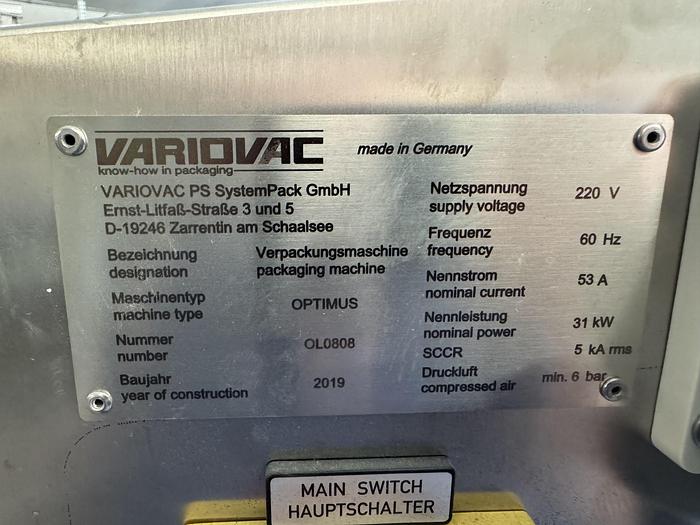 VARIOVAC
know-how in packaging
made in Germany
VARIOVAC PS SystemPack GmbH
Ernst-Litfaß-Straße 3 und 5
D-19246 Zarrentin am Schaalsee
Bezeichnung Verpackungsmaschine
designation packaging machine
Maschinentyp
machine type OPTIMUS
Nummer
number OL0808
Baujahr
year of construction 2019
Netzspannung
supply voltage 220 V
Frequenz
frequency 60 Hz
Nennstrom
nominal current 53 A
Nennleistung
nominal power 31 kW
SCCR 5 kA rms
Druckluft
compressed air min. 6 bar
MAIN SWITCH
HAUPTSCHALTER